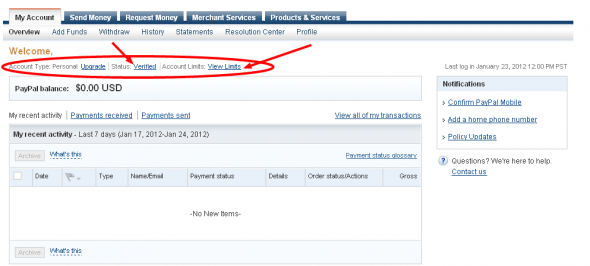 My Account Send Money Request Money Merchant Services Products & Services
Overview Add Funds Withdraw History Statements Resolution Center Profile
Welcome,
Account Type: Personal Upgrade | Status: Verified | Account Limits: View Limits
Last log in January 23, 2012 12:00 PM PST
PayPal balance: $0.00 USD
My recent activity | Payments received | Payments sent
View all of my transactions
My recent activity - Last 7 days (Jan 17, 2012-Jan 24, 2012)
Archive What's this
Payment status glossary
Date Type Name/Email Payment status Details Order status/Actions Gross
-No New Items-
Archive What's this
Notifications
Confirm PayPal Mobile
Add a home phone number
Policy Updates
Questions? We're here to help.
Contact us